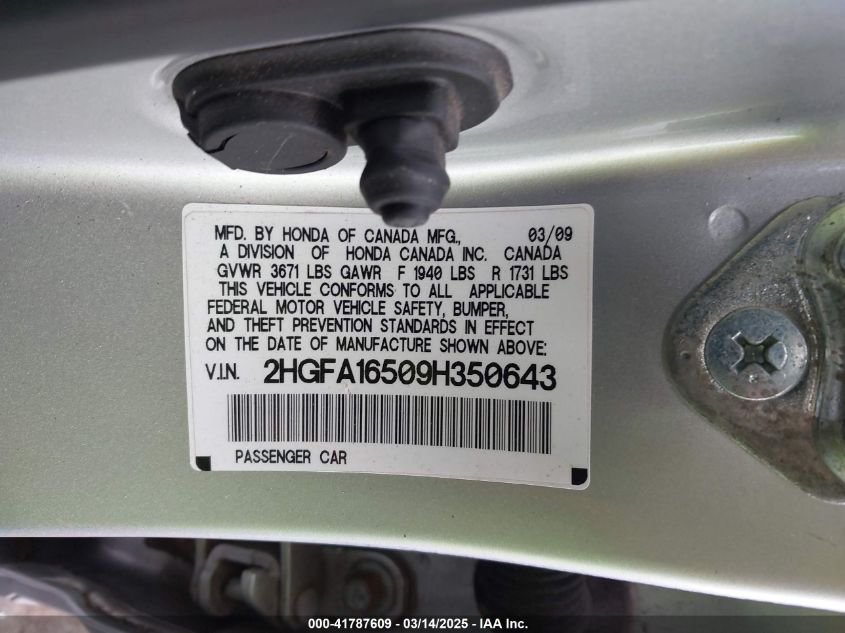 MFD. BY HONDA OF CANADA MFG., 03/09
A DIVISION OF HONDA CANADA INC. CANADA
GVWR 3671 LBS GAWR F 1940 LBS R 1731 LBS
THIS VEHICLE CONFORMS TO ALL APPLICABLE
FEDERAL MOTOR VEHICLE SAFETY, BUMPER,
AND THEFT PREVENTION STANDARDS IN EFFECT
ON THE DATE OF MANUFACTURE SHOWN ABOVE:
V.I.N. 2HGFA16509H350643
PASSENGER CAR
000-41787609 - 03/14/2025 - IAA Inc.